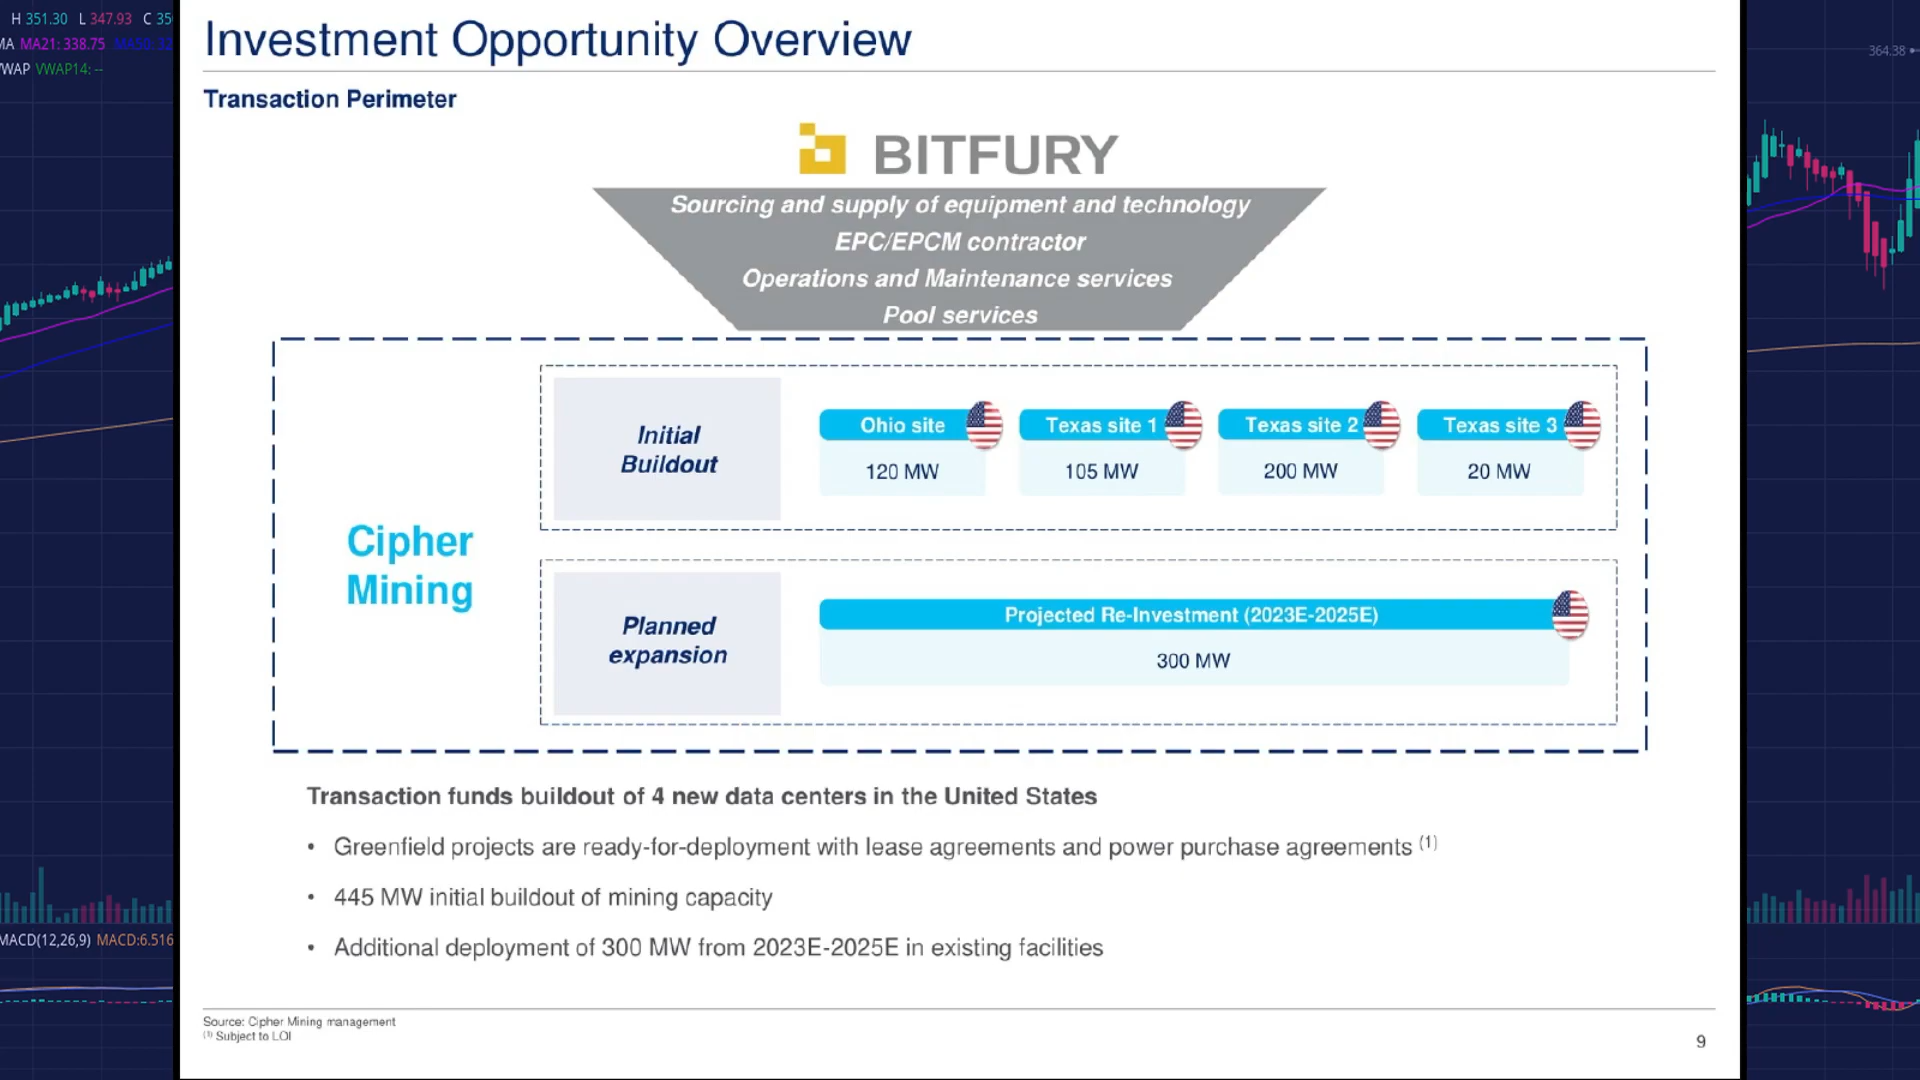 H 351.30 L 347.93 C
MA21: 338.75
VWAP14: --
364.38
Investment Opportunity Overview
Transaction Perimeter
BITFURY
Sourcing and supply of equipment and technology
EPC/EPCM contractor
Operations and Maintenance services
Pool services
Cipher
Mining
Initial
Buildout
Ohio site
120 MW
Texas site 1
105 MW
Texas site 2
200 MW
Texas site 3
20 MW
Planned
expansion
Projected Re-Investment (2023E-2025E)
300 MW
Transaction funds buildout of 4 new data centers in the United States
• Greenfield projects are ready-for-deployment with lease agreements and power purchase agreements (1)
• 445 MW initial buildout of mining capacity
• Additional deployment of 300 MW from 2023E-2025E in existing facilities
MACD(12,26,9) MACD:6.516
Source: Cipher Mining management
(1) Subject to LOI
9